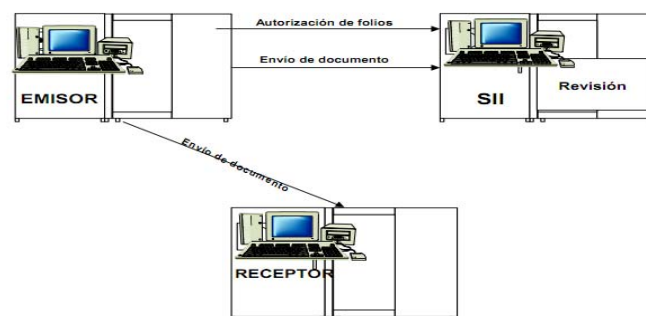 Autorización de folios
Envío de documento
EMISOR
SII
Revisión
Envío de documento
RECEPTOR